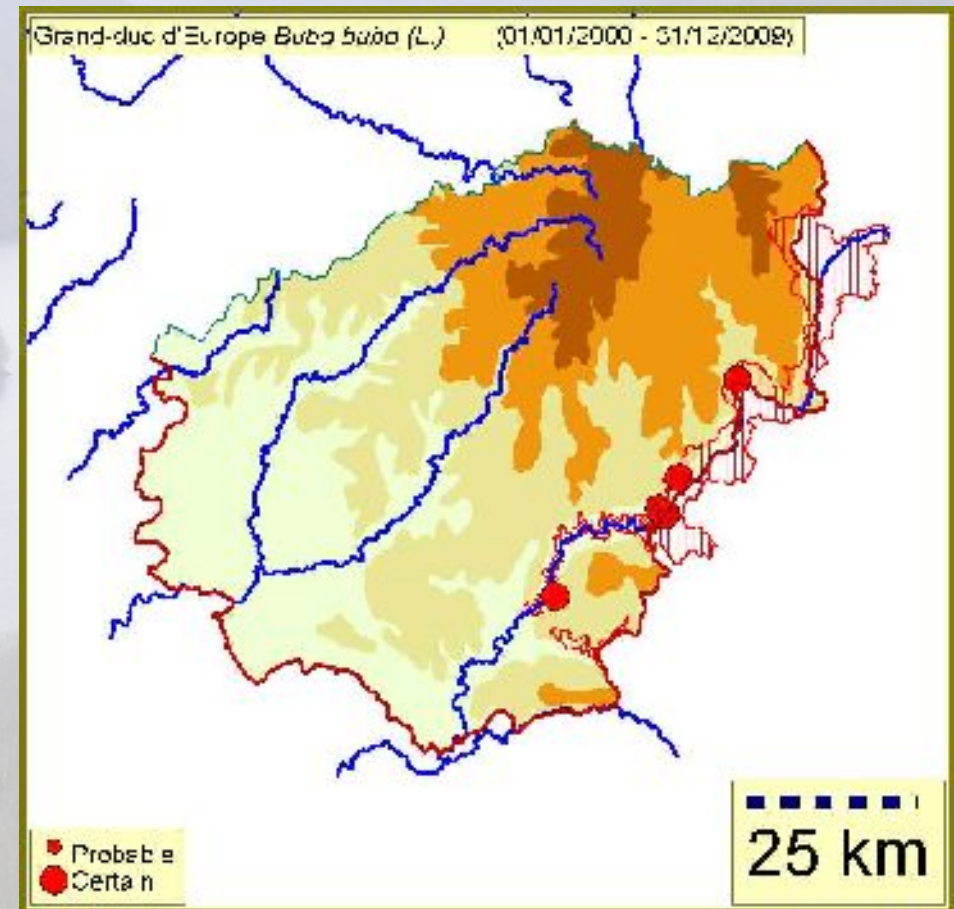 Grand-duc d'Europe Bubo bubo (L.) (01/01/2000 - 31/12/2009)
Probable
Certain
25 km